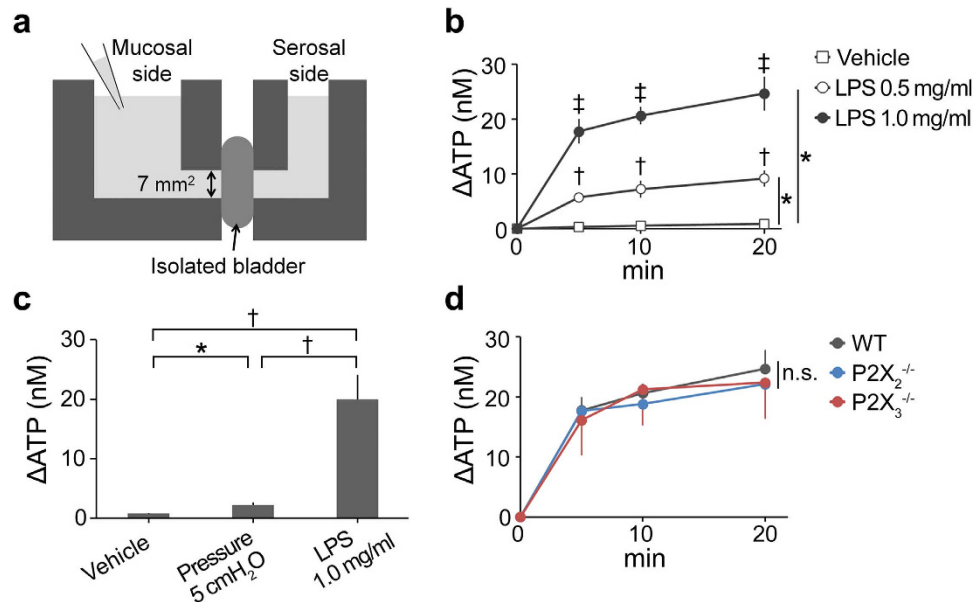 a
Mucosal side
Serosal side
7 mm²
Isolated bladder
b
ΔATP (nM)
30
20
10
0
0 10 20
min
‡ ‡ ‡
† † †
*
*
Vehicle
LPS 0.5 mg/ml
LPS 1.0 mg/ml
c
ΔATP (nM)
30
20
10
0
†
* †
Vehicle
Pressure
5 cmH₂O
LPS
1.0 mg/ml
d
ΔATP (nM)
30
20
10
0
0 10 20
min
n.s.
WT
P2X₂⁻/⁻
P2X₃⁻/⁻